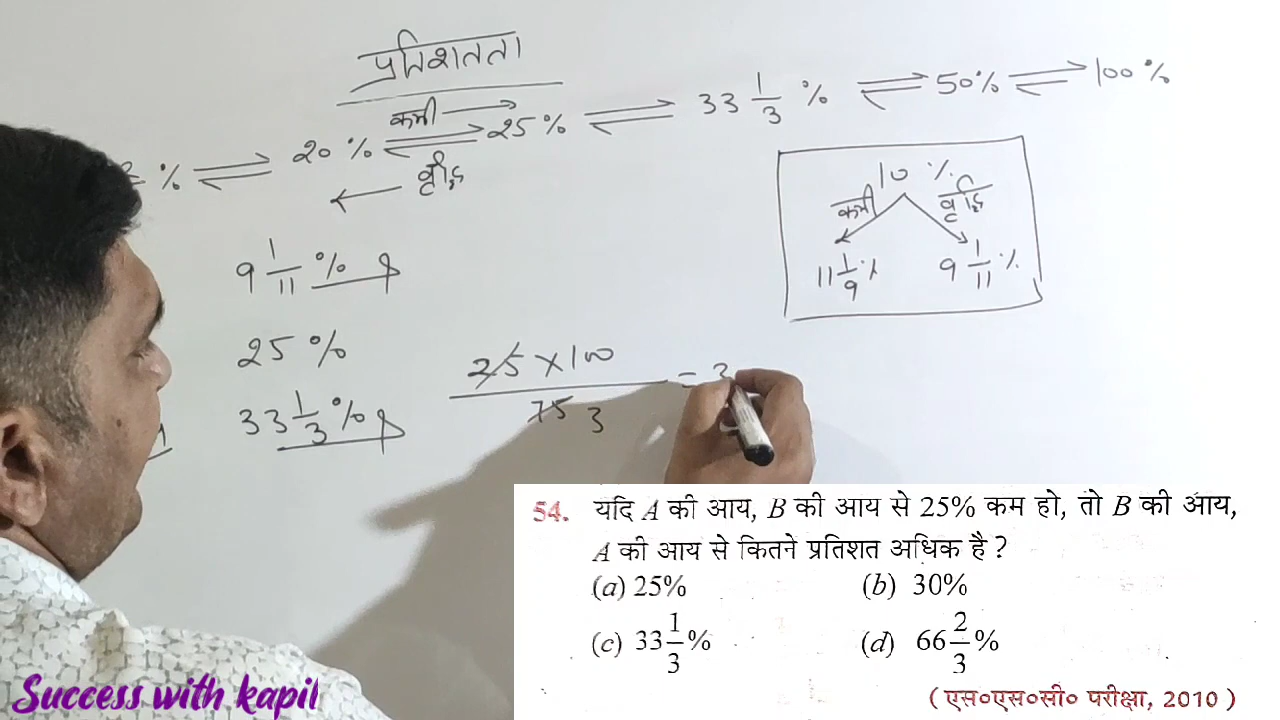 प्रतिशतता
% ⇌ 20 % ⇌ 25 % ⇌ 33 1/3 % ⇌ 50% ⇌ 100 %
कमी →
← वृद्धि
10 %
कमी वृद्धि
11 1/9 % 9 1/11 %
9 1/11 %
25 %
33 1/3 %
25 × 100 / 75 3 =
54. यदि A की आय, B की आय से 25% कम हो, तो B की आय,
A की आय से कितने प्रतिशत अधिक है ?
(a) 25% (b) 30%
(c) 33 1/3 % (d) 66 2/3 %
( एस०एस०सी० परीक्षा, 2010 )
Success with kapil